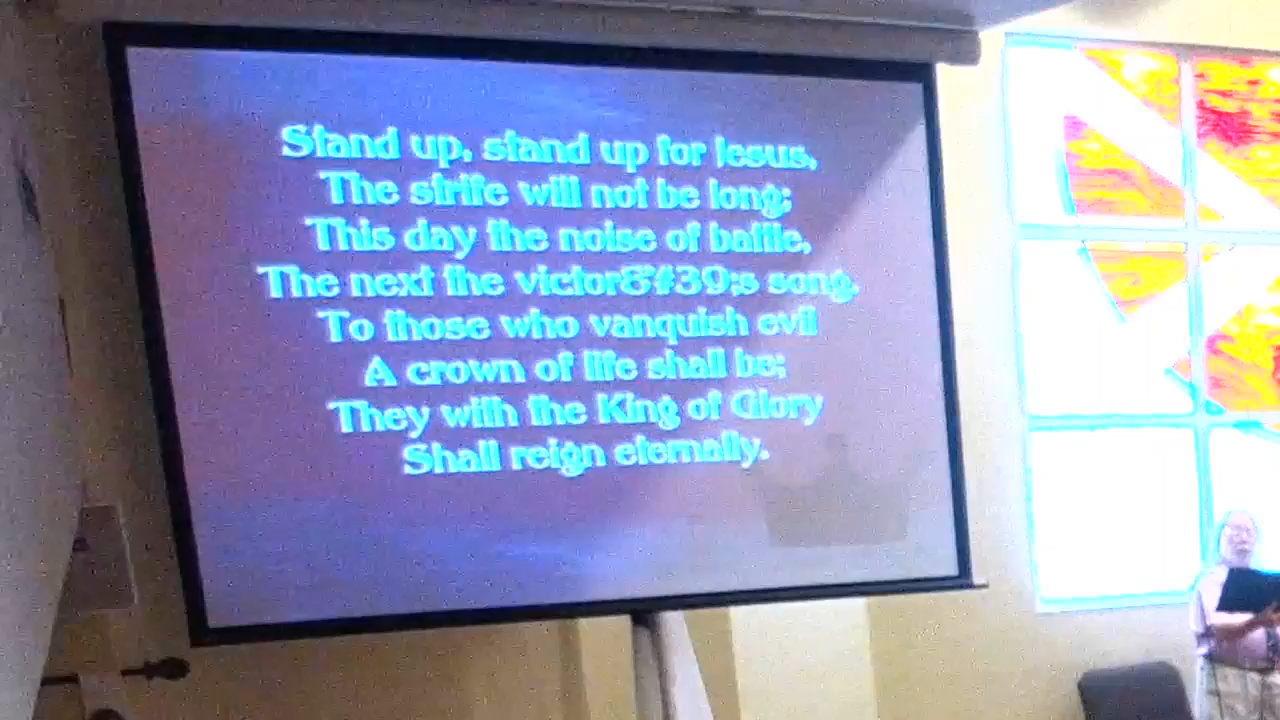 Stand up, stand up for Jesus,
The strife will not be long;
This day the noise of battle,
The next the victor&#39;s song.
To those who vanquish evil
A crown of life shall be;
They with the King of Glory
Shall reign eternally.